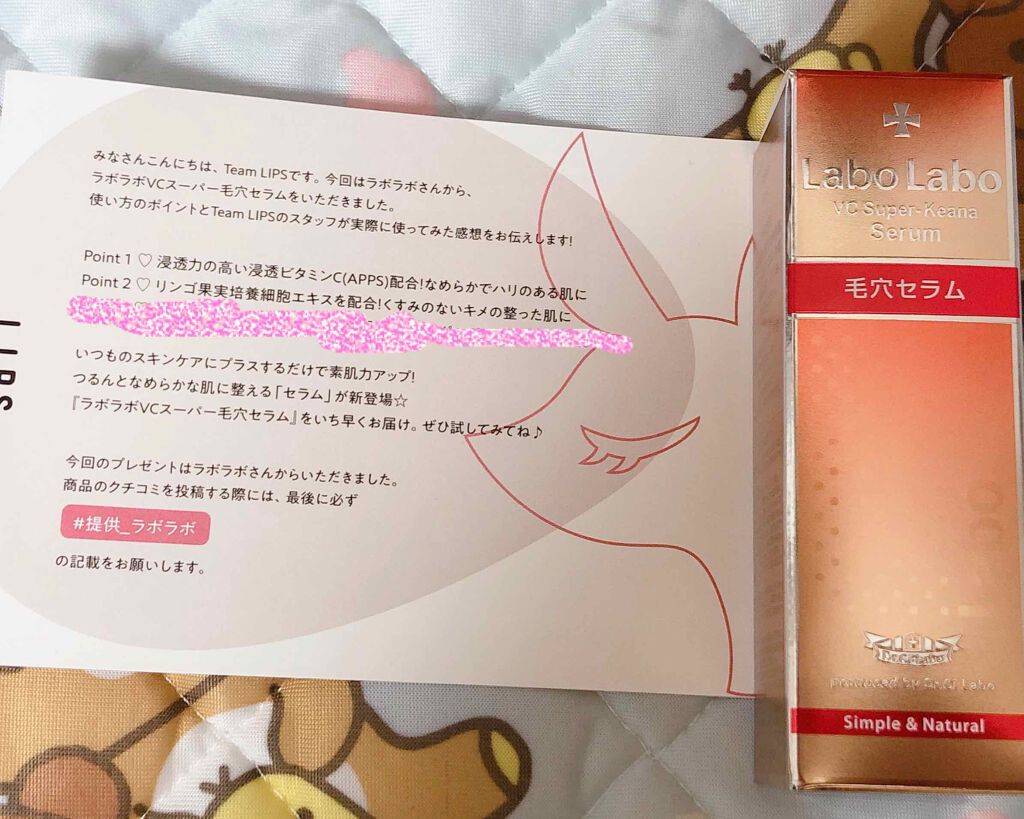 みなさんこんにちは、Team LIPSです。今回はラボラボさんから、
ラボラボVCスーパー毛穴セラムをいただきました。
使い方のポイントとTeam LIPSのスタッフが実際に使ってみた感想をお伝えします!
Point 1 ♡ 浸透力の高い浸透ビタミンC(APPS)配合!なめらかでハリのある肌に
Point 2 ♡ リンゴ果実培養細胞エキスを配合!くすみのないキメの整った肌に
いつものスキンケアにプラスするだけで素肌力アップ!
つるんとなめらかな肌に整える「セラム」が新登場☆
『ラボラボVCスーパー毛穴セラム』をいち早くお届け。ぜひ試してみてね♪
今回のプレゼントはラボラボさんからいただきました。
商品のクチコミを投稿する際には、最後に必ず
#提供_ラボラボ
の記載をお願いします。
LIPS
Labo Labo
VC Super-Keana
Serum
毛穴セラム
Dr.Ci:Labo
produced by Dr.Ci:Labo
Simple & Natural